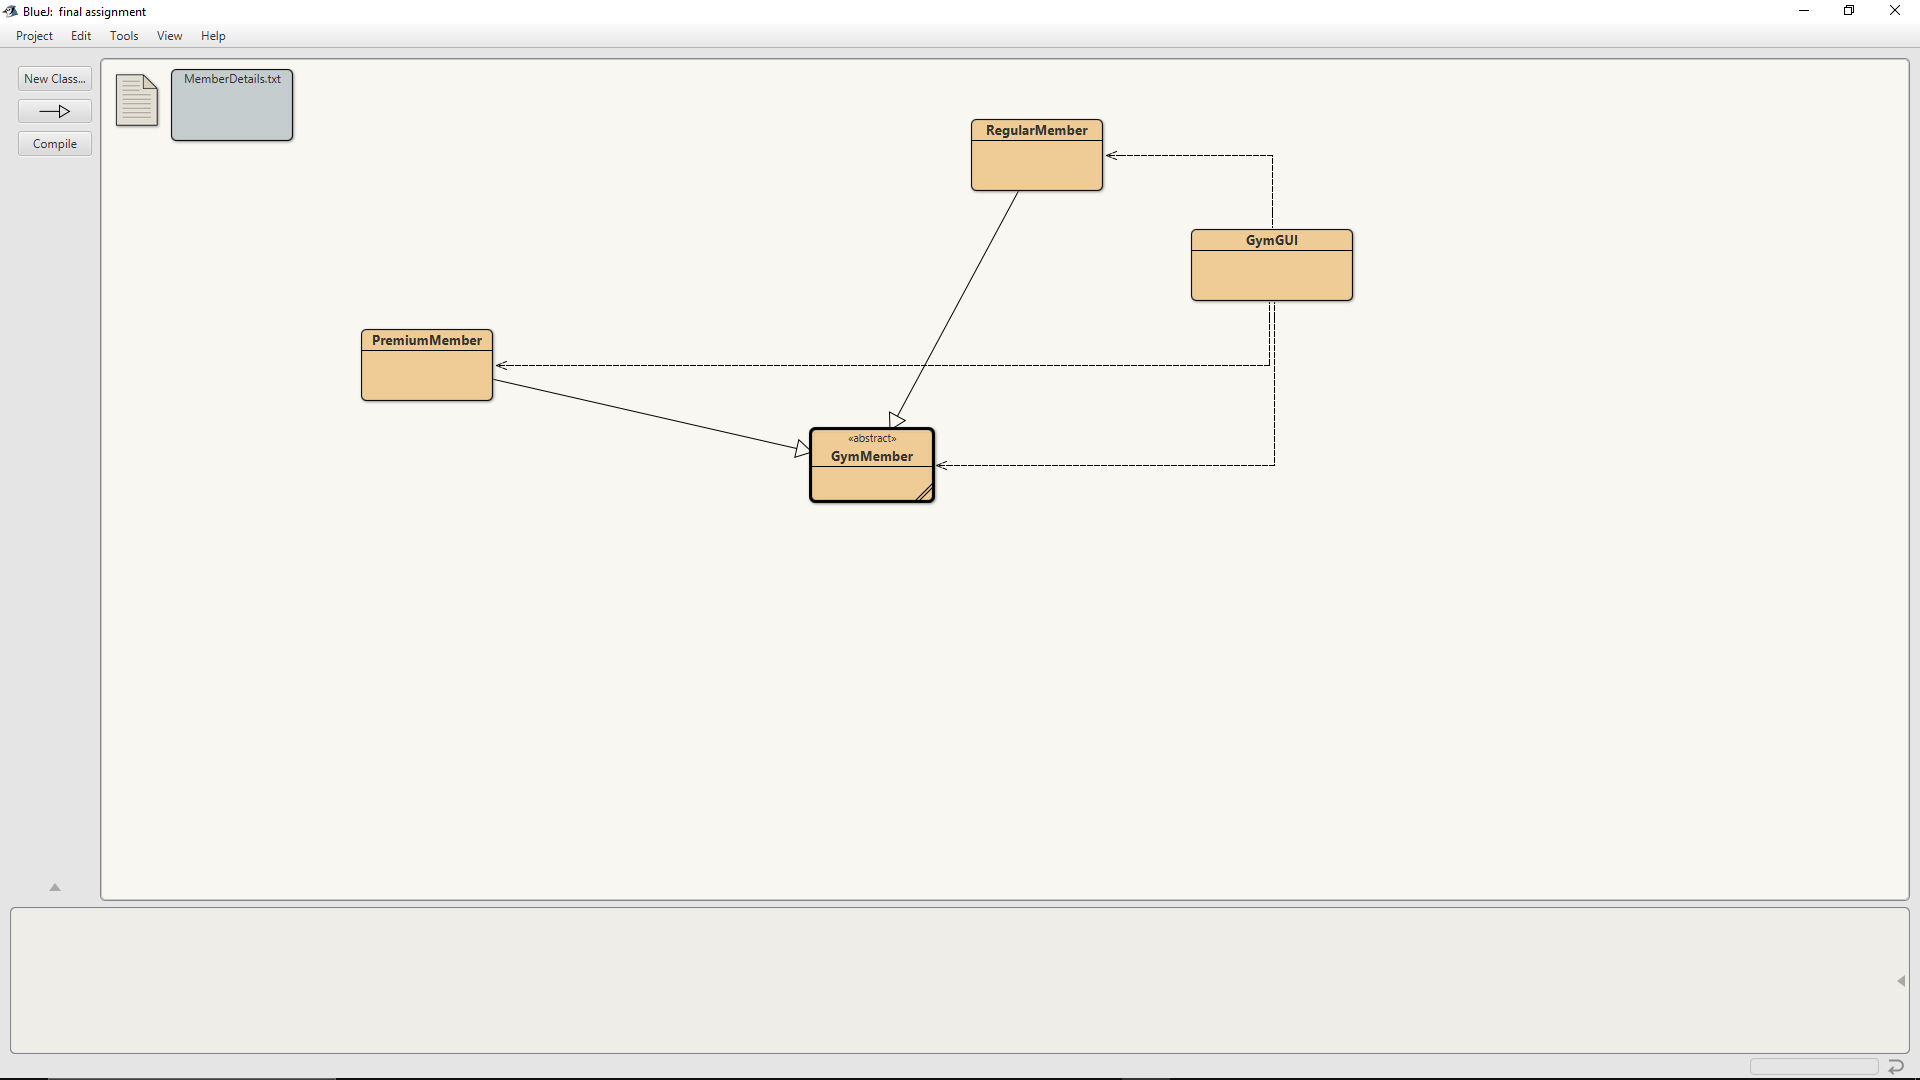 BlueJ: final assignment
Project Edit Tools View Help
New Class...
Compile
MemberDetails.txt
RegularMember
GymGUI
PremiumMember
«abstract»
GymMember